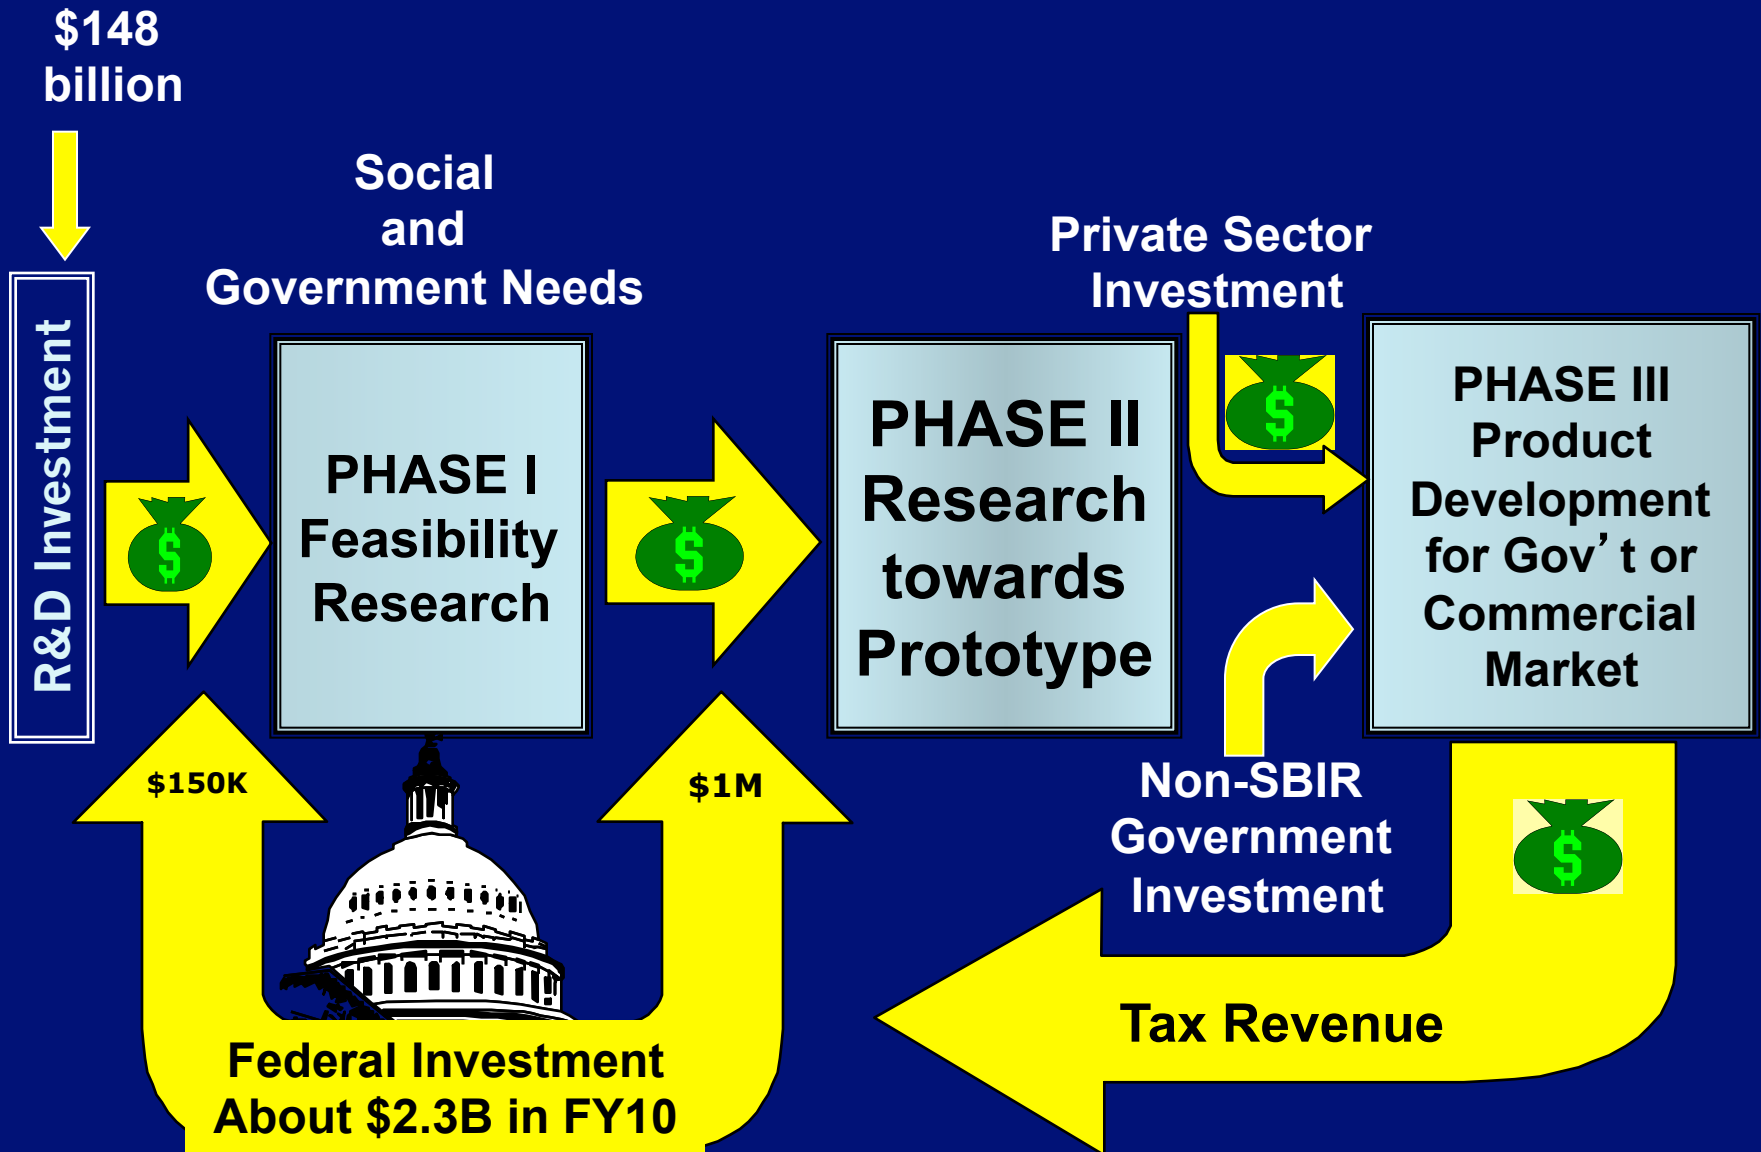 $148
billion
Social
and
Government Needs
Private Sector
Investment
R&D Investment
$
PHASE I
Feasibility
Research
$
PHASE II
Research
towards
Prototype
$
PHASE III
Product
Development
for Gov’ t or
Commercial
Market
$150K
$1M
Non-SBIR
Government
Investment
$
Tax Revenue
Federal Investment
About $2.3B in FY10